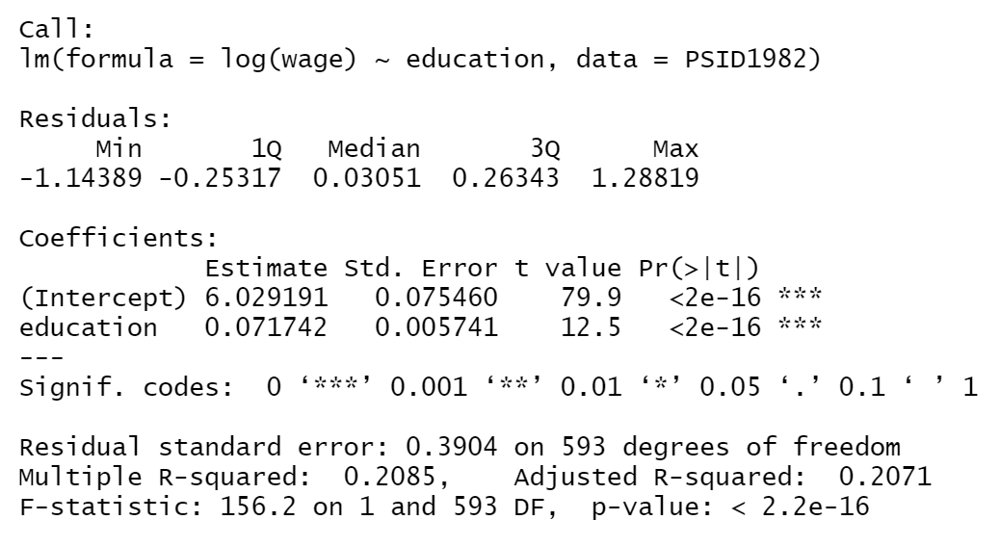 Call:
lm(formula = log(wage) ~ education, data = PSID1982)
Residuals:
Min 1Q Median 3Q Max
-1.14389 -0.25317 0.03051 0.26343 1.28819
Coefficients:
Estimate Std. Error t value Pr(>|t|)
(Intercept) 6.029191 0.075460 79.9 <2e-16 ***
education 0.071742 0.005741 12.5 <2e-16 ***
---
Signif. codes: 0 ‘***’ 0.001 ‘**’ 0.01 ‘*’ 0.05 ‘.’ 0.1 ‘ ’ 1
Residual standard error: 0.3904 on 593 degrees of freedom
Multiple R-squared: 0.2085, Adjusted R-squared: 0.2071
F-statistic: 156.2 on 1 and 593 DF, p-value: < 2.2e-16